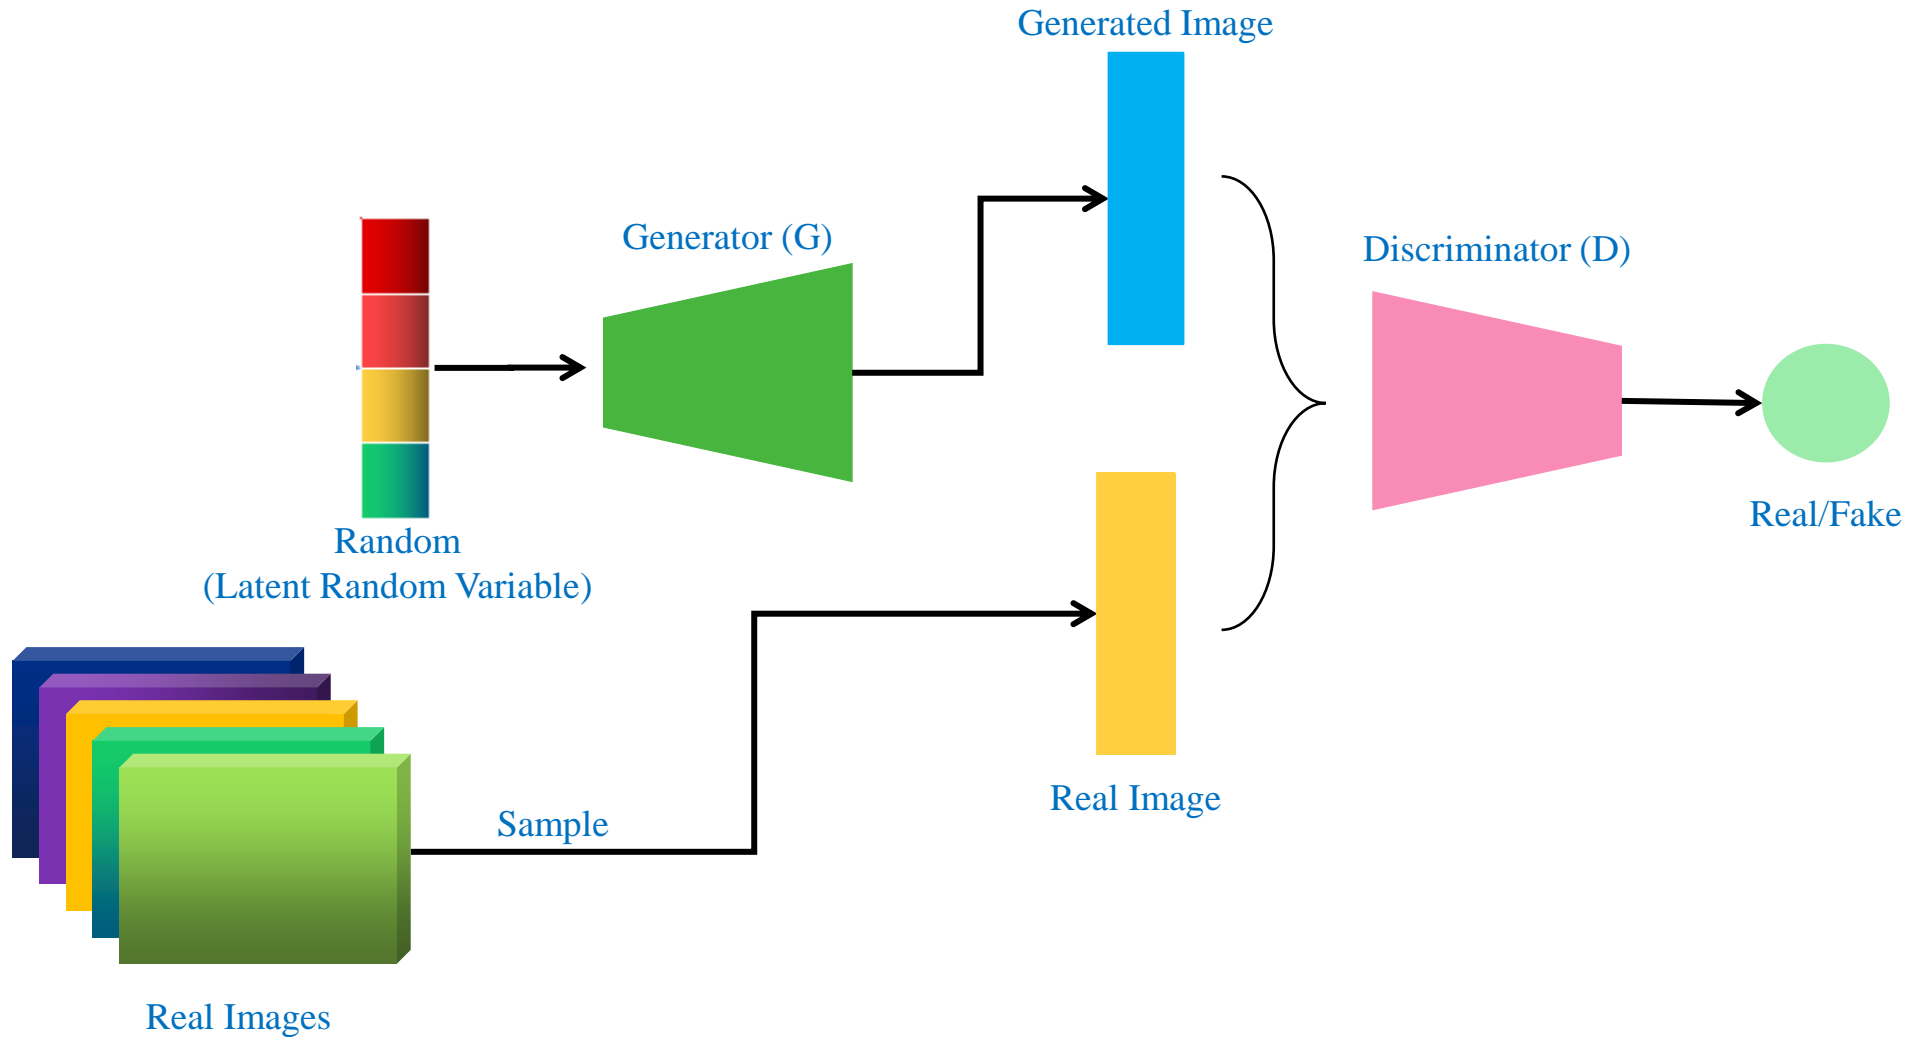 Generated Image
Generator (G)
Discriminator (D)
Random
(Latent Random Variable)
Real/Fake
Real Image
Sample
Real Images